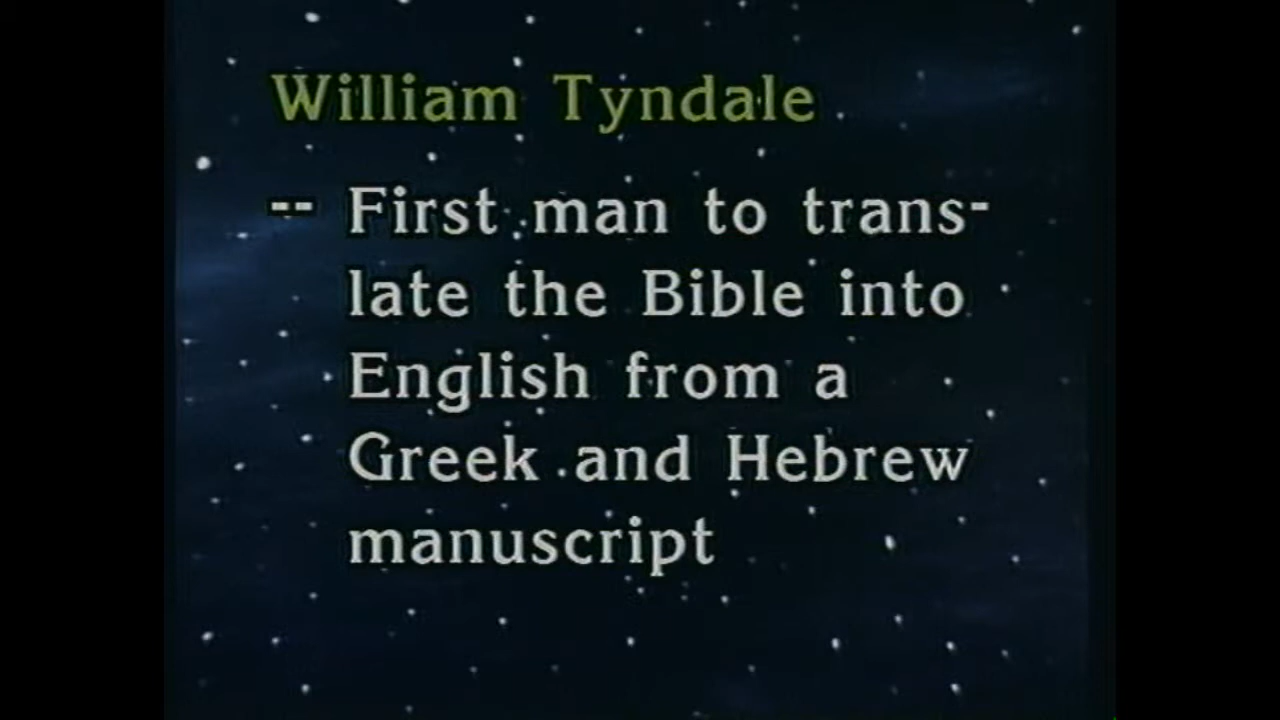 William Tyndale
-- First man to trans-
late the Bible into
English from a
Greek and Hebrew
manuscript